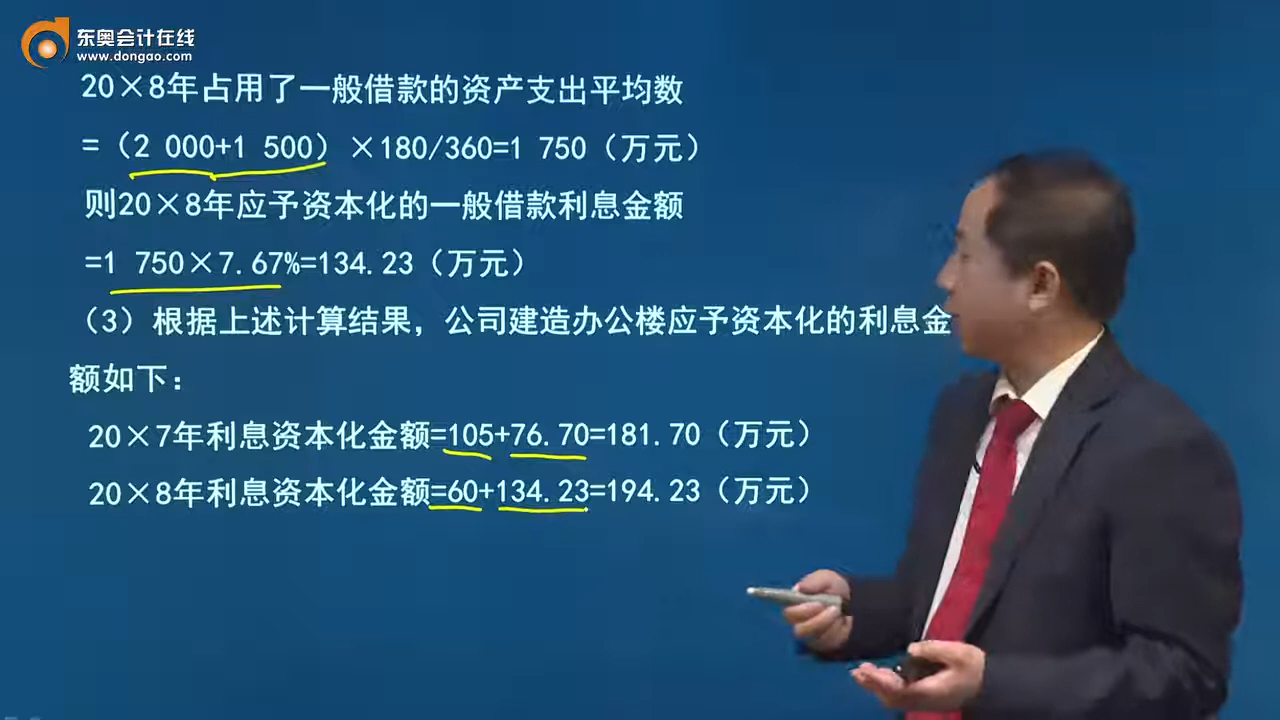 东奥会计在线
www.dongao.com
20×8年占用了一般借款的资产支出平均数
=（2 000+1 500）×180/360=1 750（万元）
则20×8年应予资本化的一般借款利息金额
=1 750×7.67%=134.23（万元）
（3）根据上述计算结果，公司建造办公楼应予资本化的利息金
额如下：
20×7年利息资本化金额=105+76.70=181.70（万元）
20×8年利息资本化金额=60+134.23=194.23（万元）